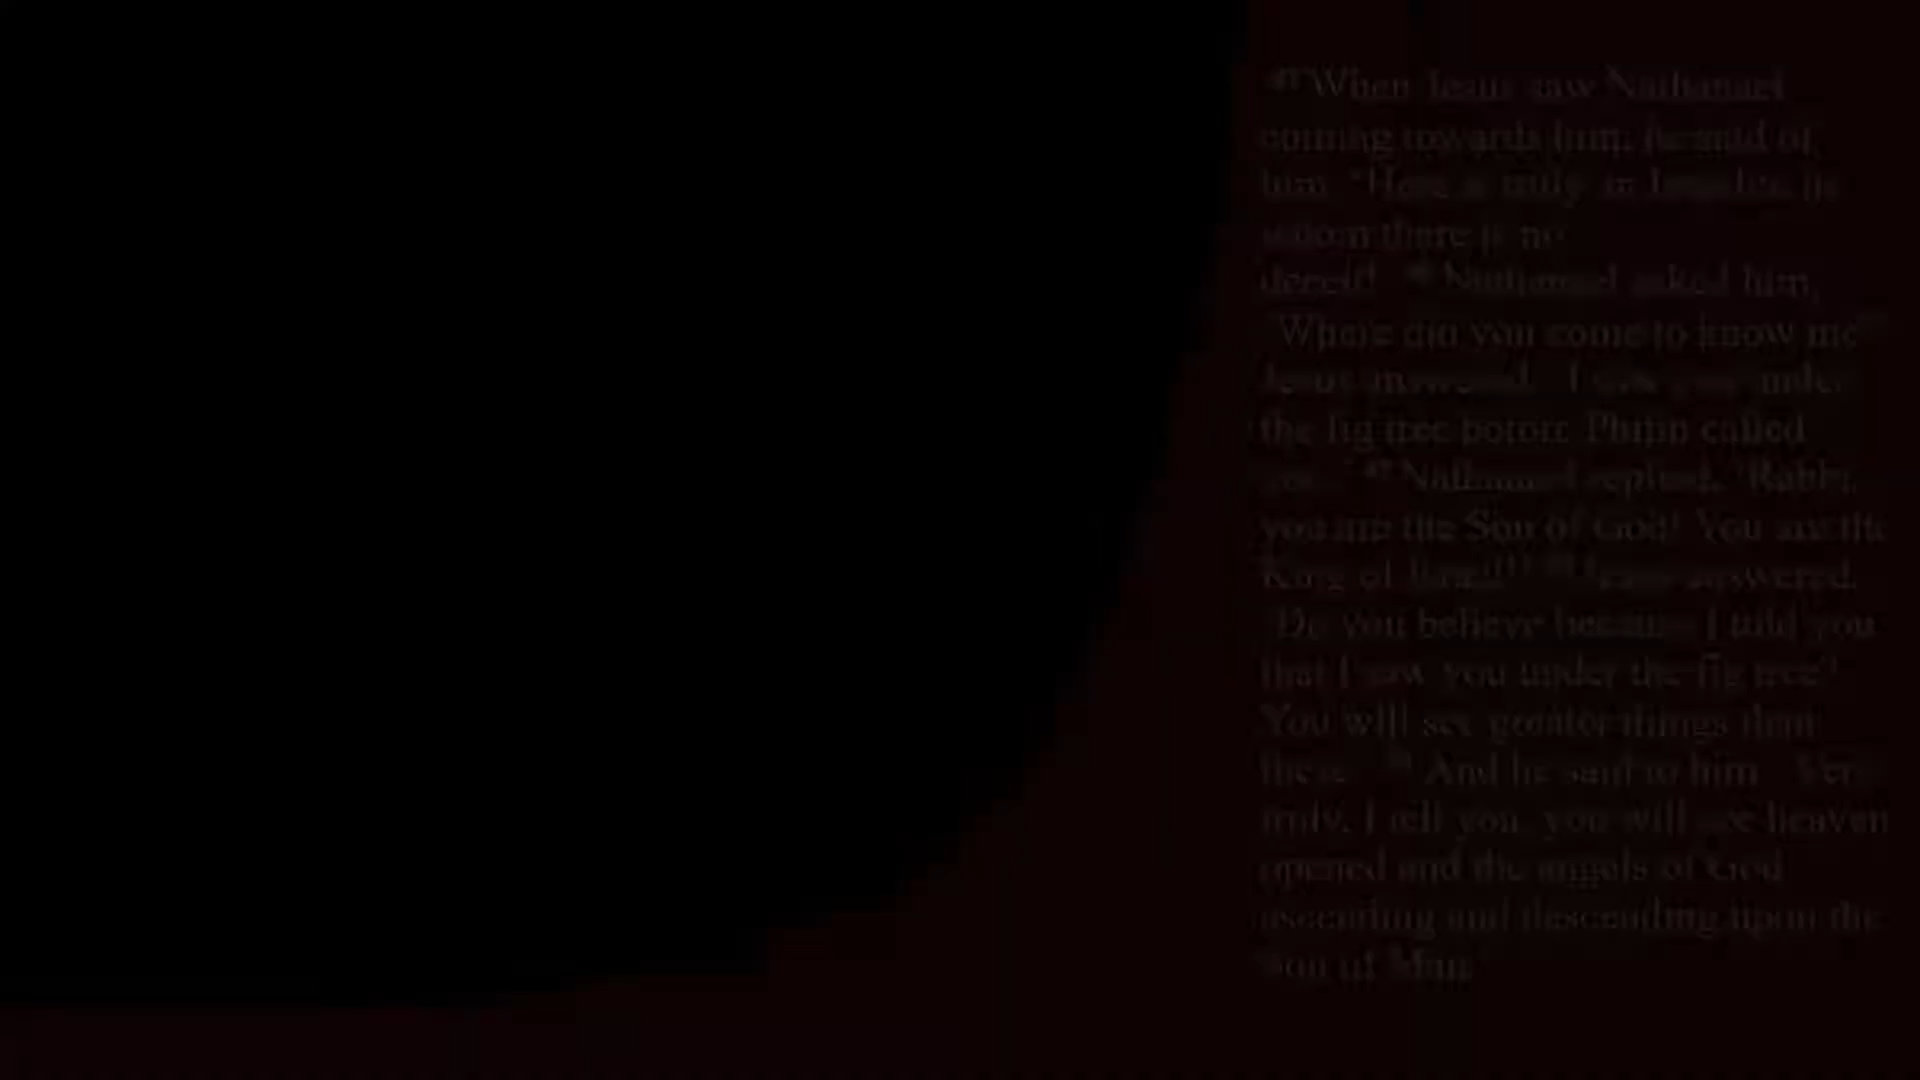 47 When Jesus saw Nathanael
coming towards him, he said of
him, 'Here is truly an Israelite in
whom there is no
deceit!' 48 Nathanael asked him,
'Where did you come to know me?'
Jesus answered, 'I saw you under
the fig tree before Philip called
you.' 49 Nathanael replied, 'Rabbi,
you are the Son of God! You are the
King of Israel!' 50 Jesus answered,
'Do you believe because I told you
that I saw you under the fig tree?
You will see greater things than
these.' 51 And he said to him, 'Very
truly, I tell you, you will see heaven
opened and the angels of God
ascending and descending upon the
Son of Man.'